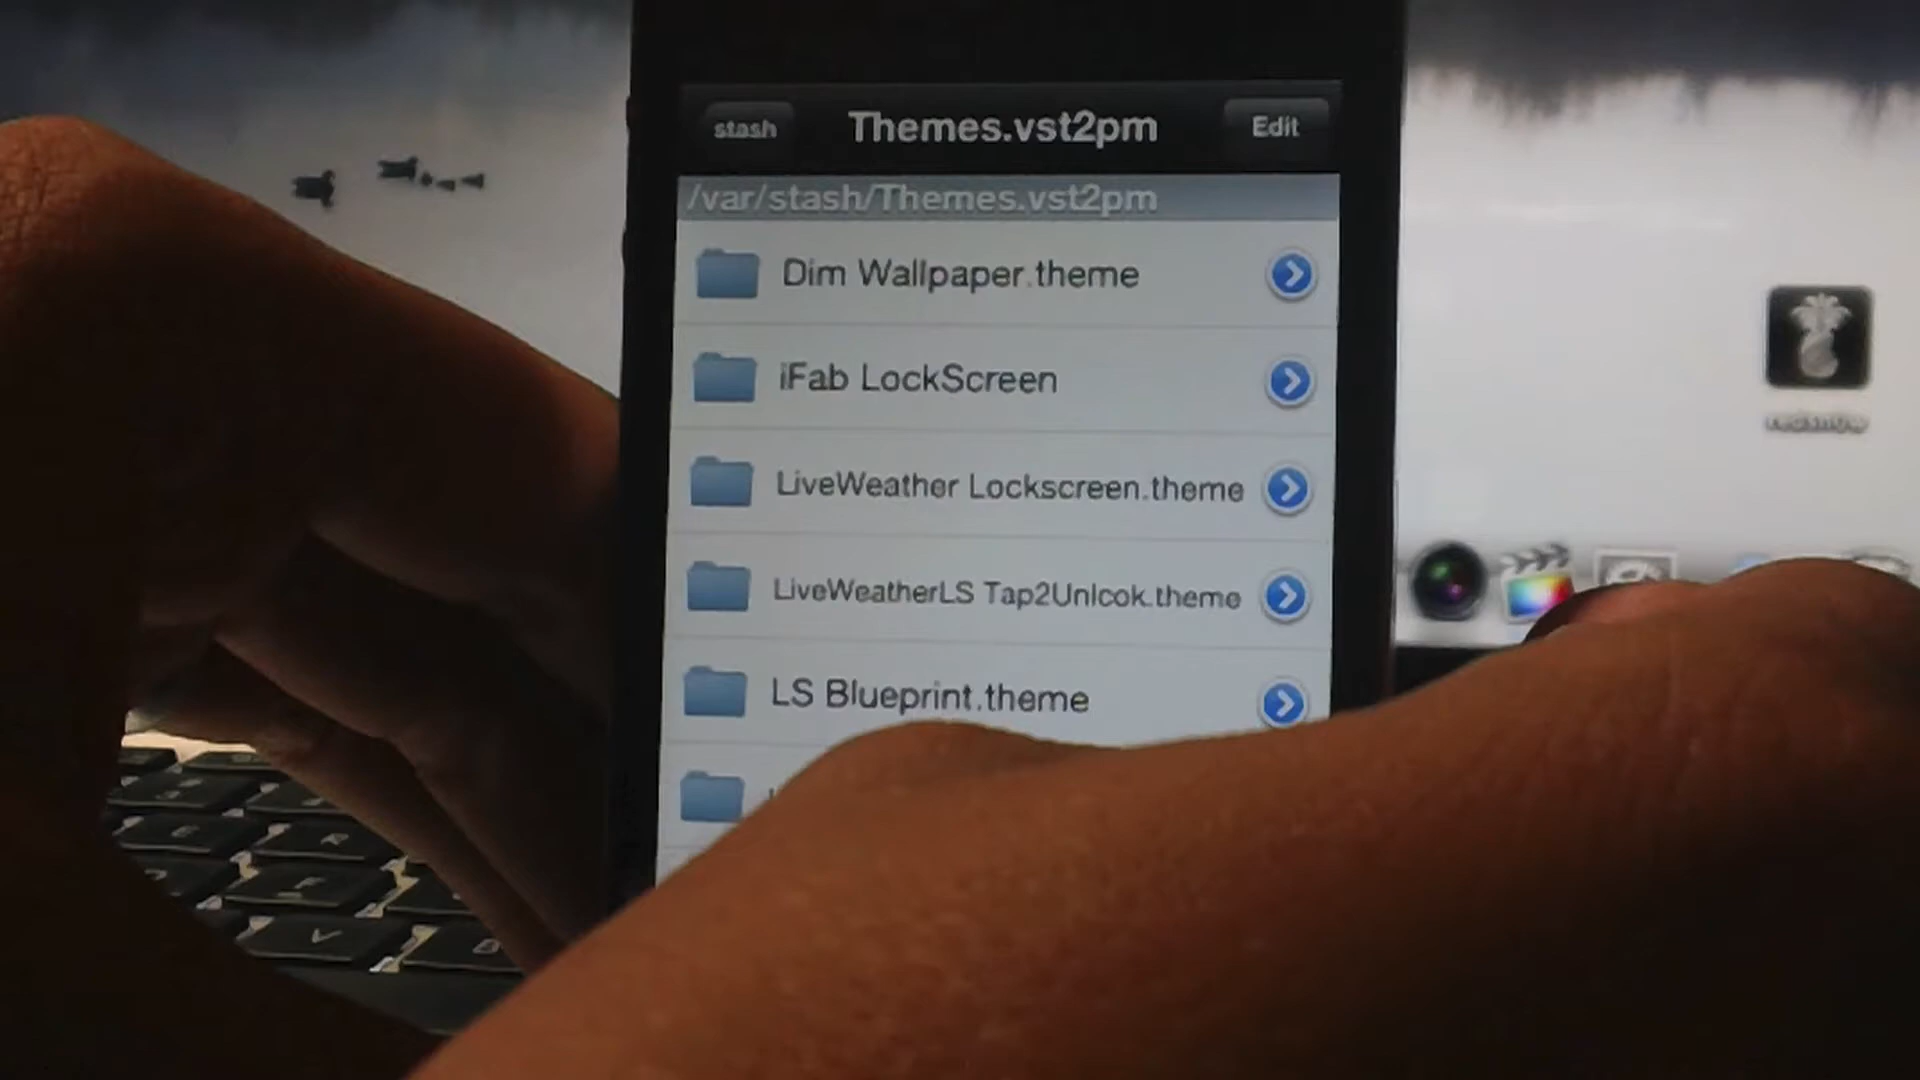 stash
Themes.vst2pm
Edit
/var/stash/Themes.vst2pm
Dim Wallpaper.theme
iFab LockScreen
LiveWeather Lockscreen.theme
LiveWeatherLS Tap2Unlcok.theme
LS Blueprint.theme
redsn0w
E
R
F
V